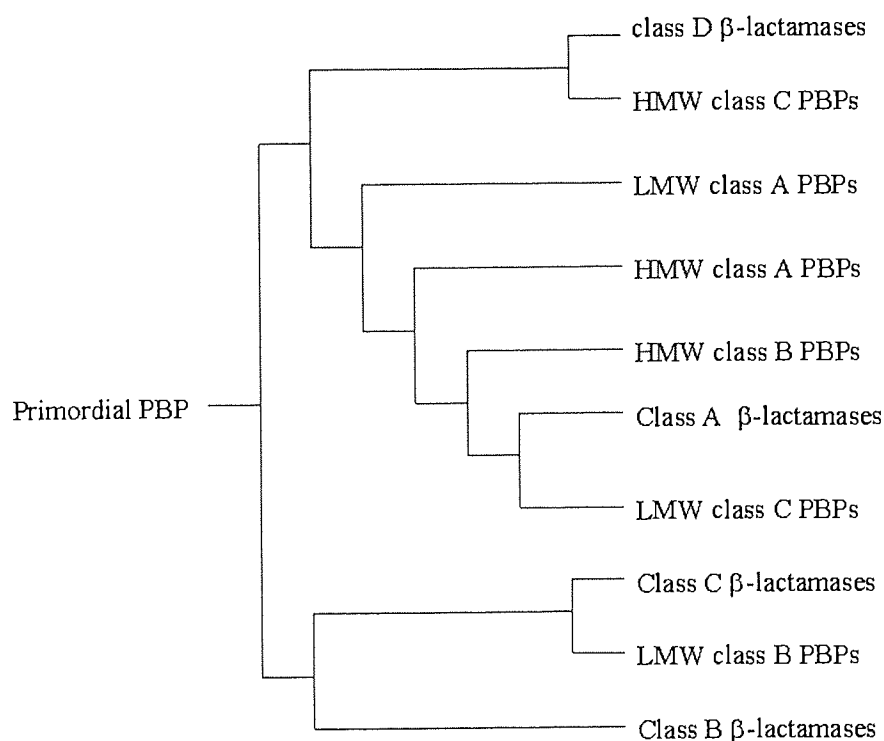 class D β-lactamases
HMW class C PBPs
LMW class A PBPs
HMW class A PBPs
HMW class B PBPs
Primordial PBP
Class A β-lactamases
LMW class C PBPs
Class C β-lactamases
LMW class B PBPs
Class B β-lactamases